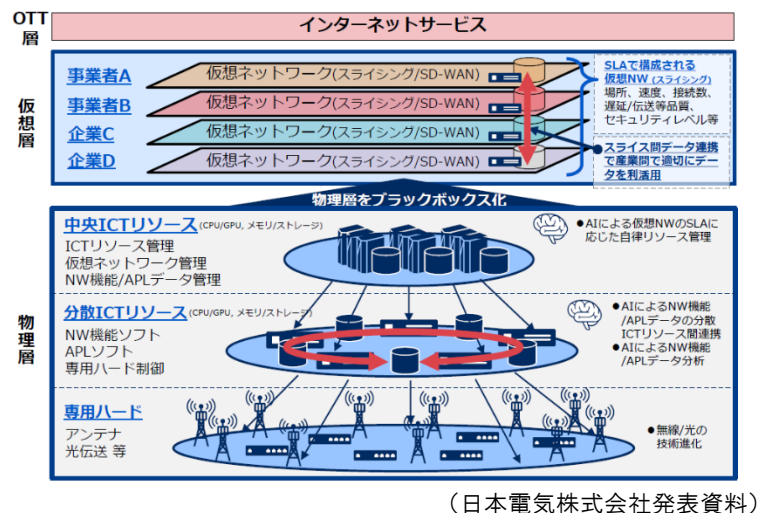 OTT
層
インターネットサービス
仮想層
事業者A
仮想ネットワーク(スライシング/SD-WAN)
事業者B
仮想ネットワーク(スライシング/SD-WAN)
企業C
仮想ネットワーク(スライシング/SD-WAN)
企業D
仮想ネットワーク(スライシング/SD-WAN)
SLAで構成される
仮想NW (スライシング)
場所、速度、接続数、
遅延/伝送等品質、
セキュリティレベル等
スライス間データ連携
で産業間で適切にデー
タを利活用
物理層をブラックボックス化
物理層
中央ICTリソース(CPU/GPU, メモリ/ストレージ)
ICTリソース管理
仮想ネットワーク管理
NW機能/APLデータ管理
●AIによる仮想NWのSLAに
応じた自律リソース管理
分散ICTリソース(CPU/GPU, メモリ/ストレージ)
NW機能ソフト
APLソフト
専用ハード制御
●AIによるNW機能
/APLデータの分散
ICTリソース間連携
●AIによるNW機能
/APLデータ分析
専用ハード
アンテナ
光伝送 等
●無線/光の
技術進化
(日本電気株式会社発表資料)